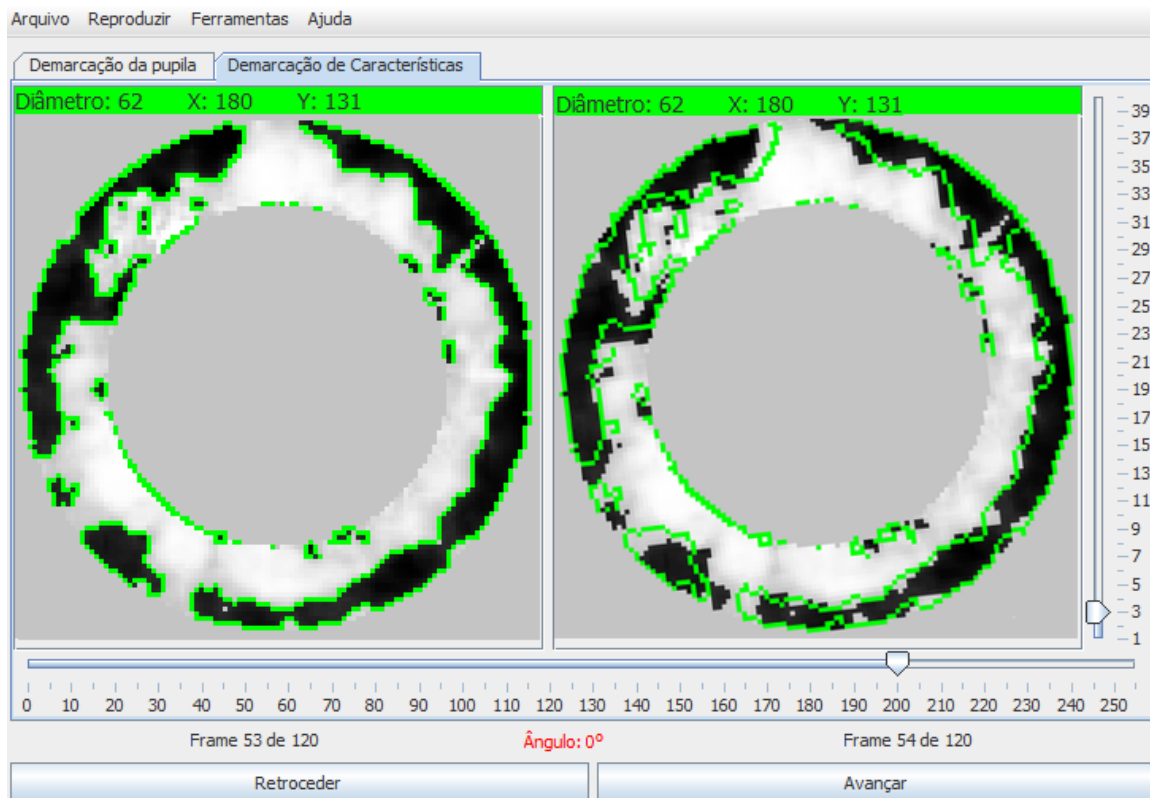 Arquivo Reproduzir Ferramentas Ajuda
Demarcação da pupila Demarcação de Características
Diâmetro: 62 X: 180 Y: 131
Diâmetro: 62 X: 180 Y: 131
39
37
35
33
31
29
27
25
23
21
19
17
15
13
11
9
7
5
3
1
0 10 20 30 40 50 60 70 80 90 100 110 120 130 140 150 160 170 180 190 200 210 220 230 240 250
Frame 53 de 120 Ângulo: 0º Frame 54 de 120
Retroceder Avançar